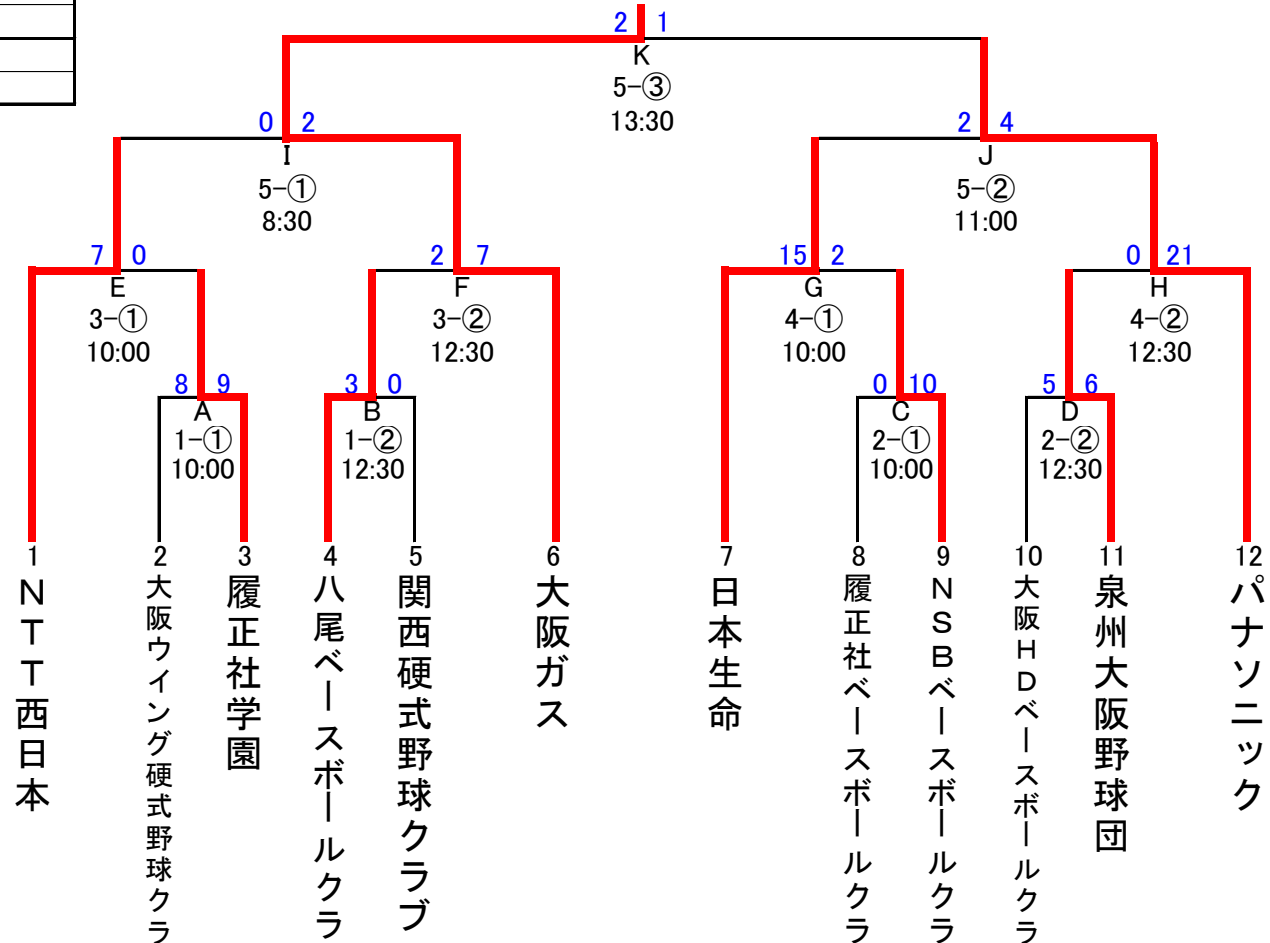 2 1
K
5-③
13:30
0 2
I
5-①
8:30
2 4
J
5-②
11:00
7 0
E
3-①
10:00
2 7
F
3-②
12:30
15 2
G
4-①
10:00
0 21
H
4-②
12:30
8 9
A
1-①
10:00
3 0
B
1-②
12:30
0 10
C
2-①
10:00
5 6
D
2-②
12:30
1
NTT西日本
2
大阪ウイング硬式野球クラ
3
履正社学園
4
八尾ベースボールクラ
5
関西硬式野球クラブ
6
大阪ガス
7
日本生命
8
履正社ベースボールクラ
9
NSBベースボールクラ
10
大阪HDベースボールクラ
11
泉州大阪野球団
12
パナソニック